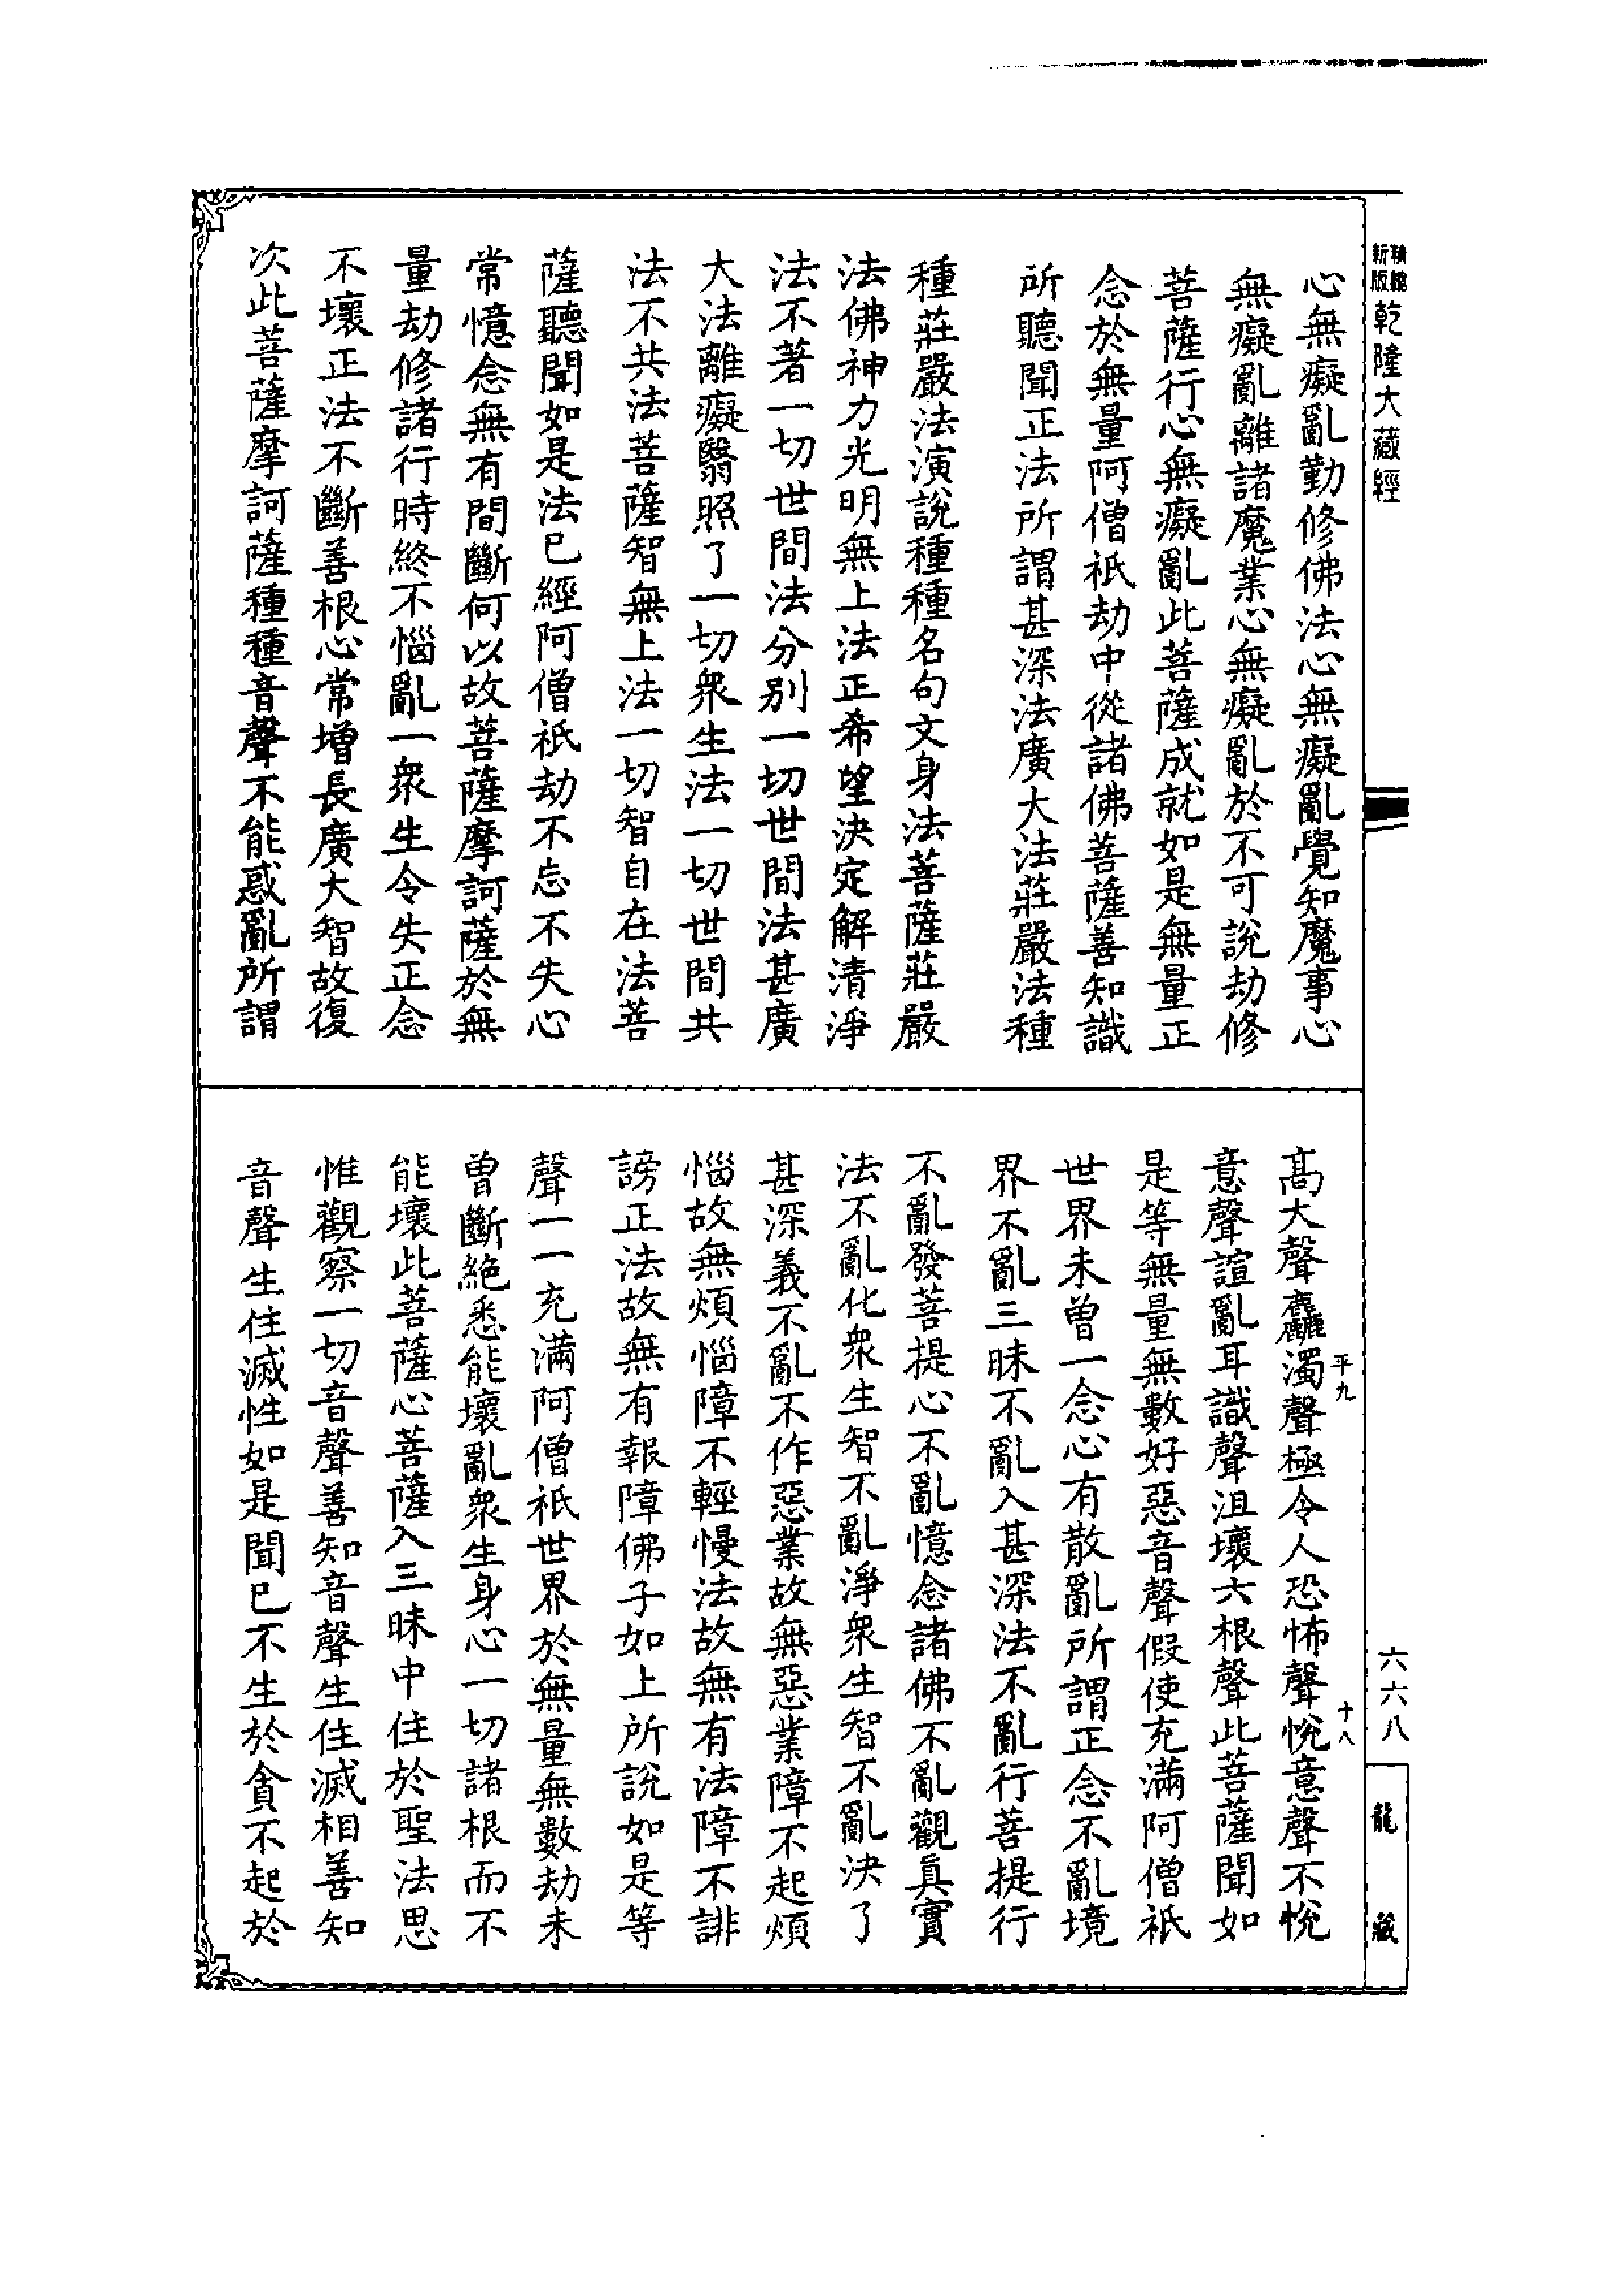 精縮
新版
乾隆大藏經
心無癡亂勤修佛法心無癡亂覺知魔事心
無癡亂離諸魔業心無癡亂於不可說劫修
菩薩行心無癡亂此菩薩成就如是無量正
念於無量阿僧祇劫中從諸佛菩薩善知識
所聽聞正法所謂甚深法廣大法莊嚴法種
種莊嚴法演說種種名句文身法菩薩莊嚴
法佛神力光明無上法正希望決定解清淨
法不著一切世間法分別一切世間法甚廣
大法離癡翳照了一切衆生法一切世間共
法不共法菩薩智無上法一切智自在法菩
薩聽聞如是法已經阿僧祇劫不忘不失心
常憶念無有間斷何以故菩薩摩訶薩於無
量劫修諸行時終不惱亂一衆生令失正念
不壞正法不斷善根心常增長廣大智故復
次此菩薩摩訶薩種種音聲不能惑亂所謂
高大聲麤濁聲極令人恐怖聲悅意聲不悅
意聲諠亂耳識聲沮壞六根聲此菩薩聞如
是等無量無數好惡音聲假使充滿阿僧祇
世界未曾一念心有散亂所謂正念不亂境
界不亂三昧不亂入甚深法不亂行菩提行
不亂發菩提心不亂憶念諸佛不亂觀真實
法不亂化衆生智不亂淨衆生智不亂決了
甚深義不亂不作惡業故無惡業障不起煩
惱故無煩惱障不輕慢法故無有法障不誹
謗正法故無有報障佛子如上所說如是等
聲一一充滿阿僧祇世界於無量無數劫未
曾斷絕悉能壞亂衆生身心一切諸根而不
能壞此菩薩心菩薩入三昧中住於聖法思
惟觀察一切音聲善知音聲生住滅相善知
音聲生住滅性如是聞已不生於貪不起於
平九
十八
六六八
龍藏